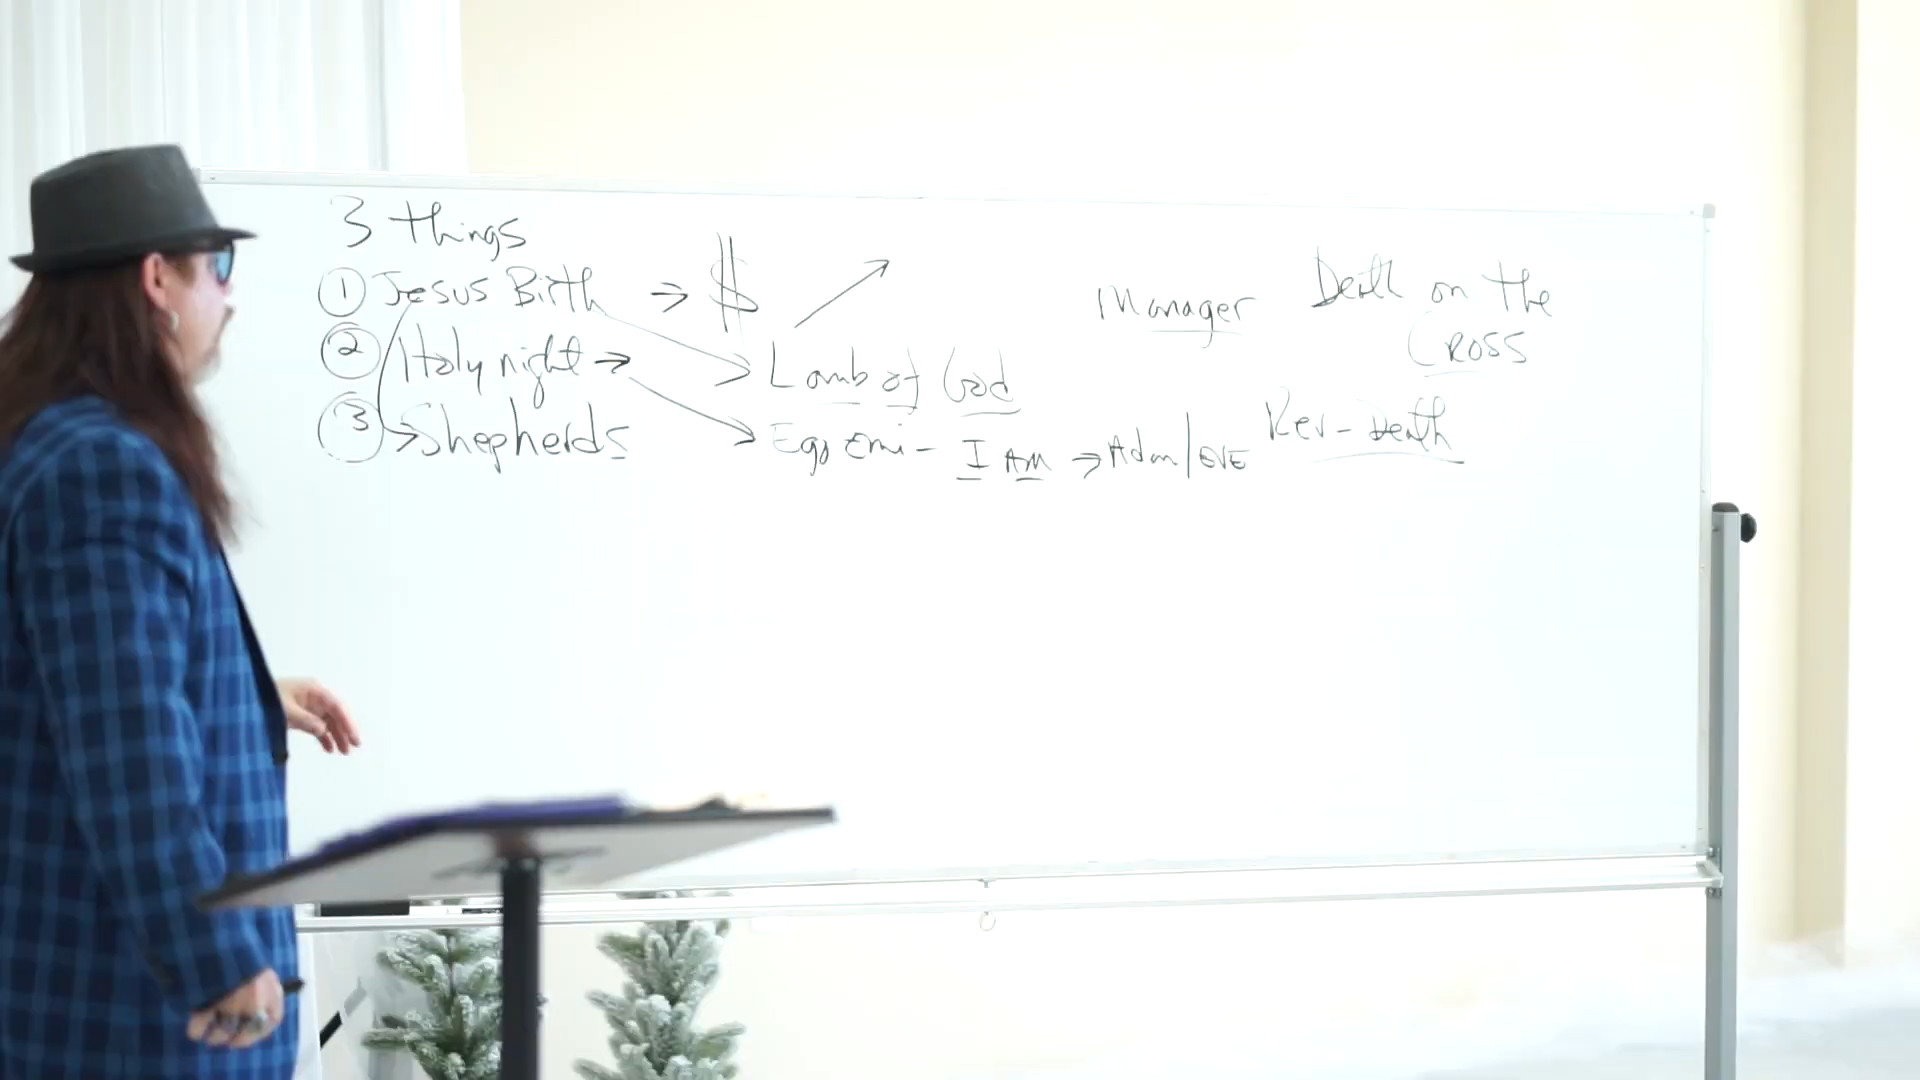 3 Things
① Jesus Birth → $
② Holy night →
③ → Shepherds
Lamb of God
Ego Emi - I AM → Adm/EVE
Manager
Death on the
CROSS
Rev - Death